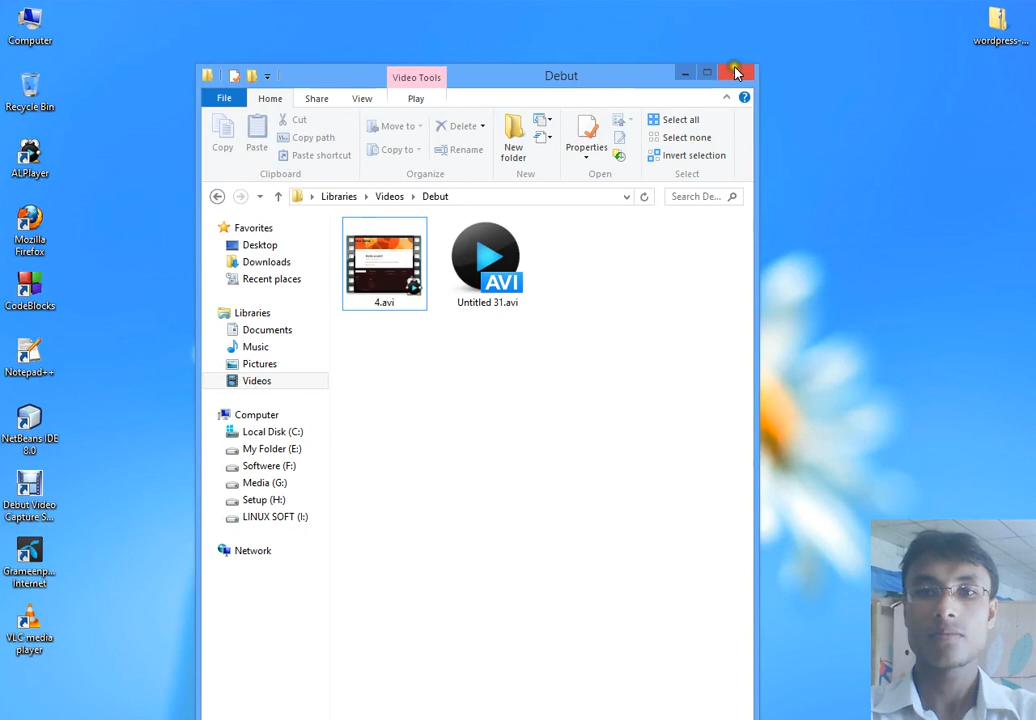 Computer
Recycle Bin
ALPlayer
Mozilla
Firefox
CodeBlocks
Notepad++
NetBeans IDE
8.0
Debut Video
Capture S...
Grameenp...
Internet
VLC media
player
wordpress-...
Video Tools
Debut
File
Home
Share
View
Play
Copy
Paste
Cut
Copy path
Paste shortcut
Clipboard
Move to
Copy to
Delete
Rename
Organize
New
folder
New
Properties
Open
Select all
Select none
Invert selection
Select
Libraries
Videos
Debut
Search De...
Favorites
Desktop
Downloads
Recent places
Libraries
Documents
Music
Pictures
Videos
Computer
Local Disk (C:)
My Folder (E:)
Softwere (F:)
Media (G:)
Setup (H:)
LINUX SOFT (I:)
Network
4.avi
AVI
Untitled 31.avi